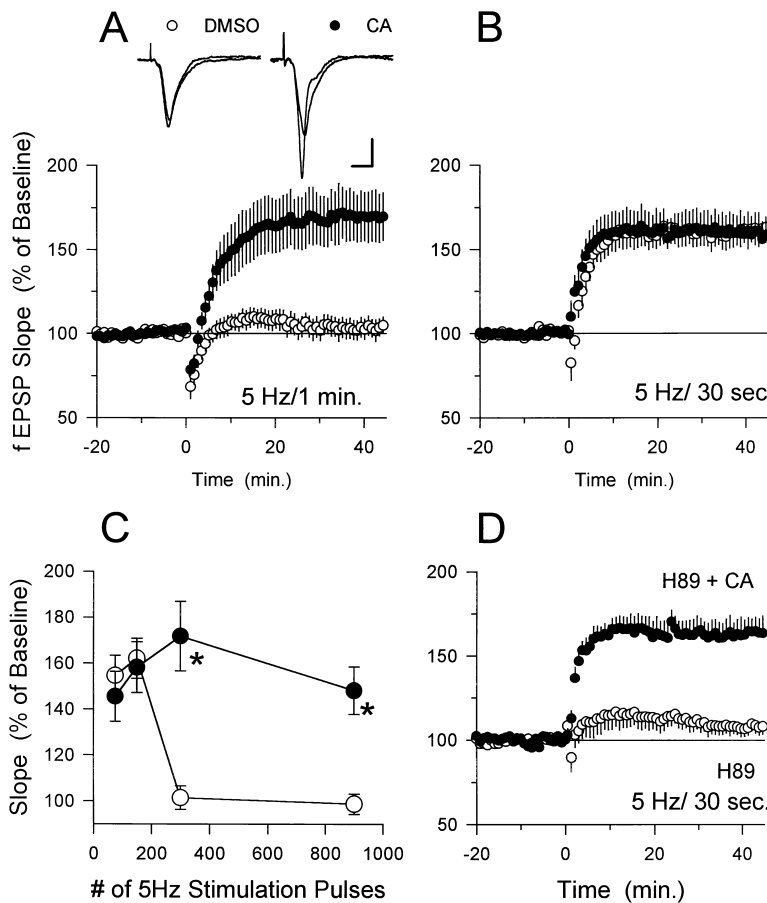 A
DMSO
CA
B
fEPSP Slope (% of Baseline)
200
150
100
50
5 Hz/1 min.
-20
0
20
40
Time (min.)
200
150
100
50
5 Hz/ 30 sec
-20
0
20
40
Time (min.)
C
Slope (% of Baseline)
200
180
160
140
120
100
*
*
0
200
400
600
800
1000
# of 5Hz Stimulation Pulses
D
200
150
100
50
H89 + CA
H89
5 Hz/ 30 sec.
-20
0
20
40
Time (min.)